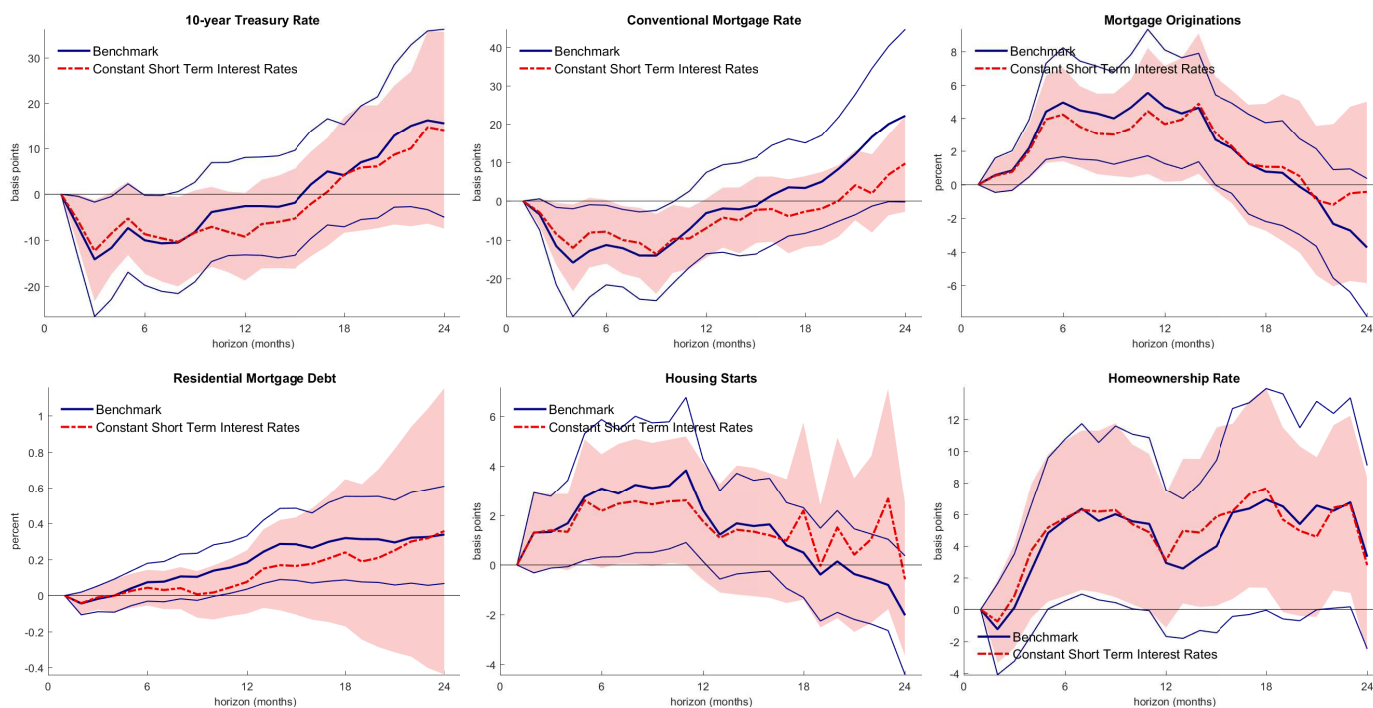 10-year Treasury Rate
Benchmark
Constant Short Term Interest Rates
basis points
30
20
10
0
-10
-20
0
6
12
18
24
horizon (months)
Conventional Mortgage Rate
Benchmark
Constant Short Term Interest Rates
basis points
40
30
20
10
0
-10
-20
0
6
12
18
24
horizon (months)
Mortgage Originations
Benchmark
Constant Short Term Interest Rates
percent
8
6
4
2
0
-2
-4
-6
0
6
12
18
24
horizon (months)
Residential Mortgage Debt
Benchmark
Constant Short Term Interest Rates
percent
1
0.8
0.6
0.4
0.2
0
-0.2
-0.4
0
6
12
18
24
horizon (months)
Housing Starts
Benchmark
Constant Short Term Interest Rates
basis points
6
4
2
0
-2
-4
0
6
12
18
24
horizon (months)
Homeownership Rate
basis points
12
10
8
6
4
2
0
-2
-4
Benchmark
Constant Short Term Interest Rates
0
6
12
18
24
horizon (months)